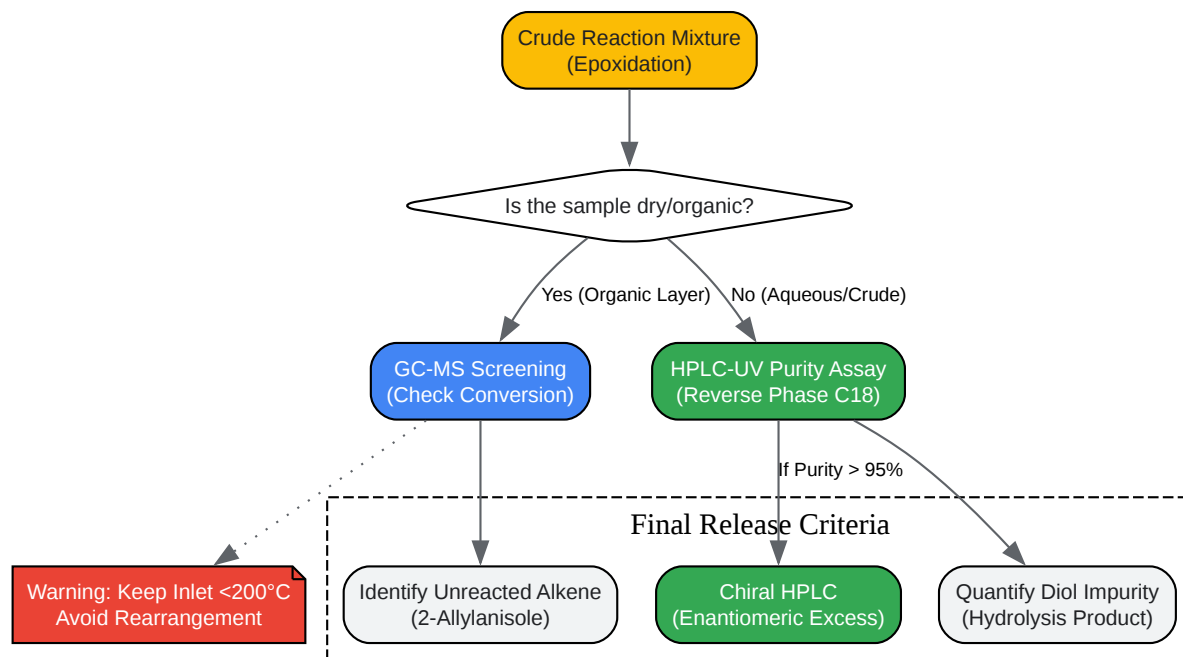 Crude Reaction Mixture
(Epoxidation)
Is the sample dry/organic?
Yes (Organic Layer)
No (Aqueous/Crude)
GC-MS Screening
(Check Conversion)
HPLC-UV Purity Assay
(Reverse Phase C18)
If Purity > 95%
Final Release Criteria
Warning: Keep Inlet <200°C
Avoid Rearrangement
Identify Unreacted Alkene
(2-Allylanisole)
Chiral HPLC
(Enantiomeric Excess)
Quantify Diol Impurity
(Hydrolysis Product)